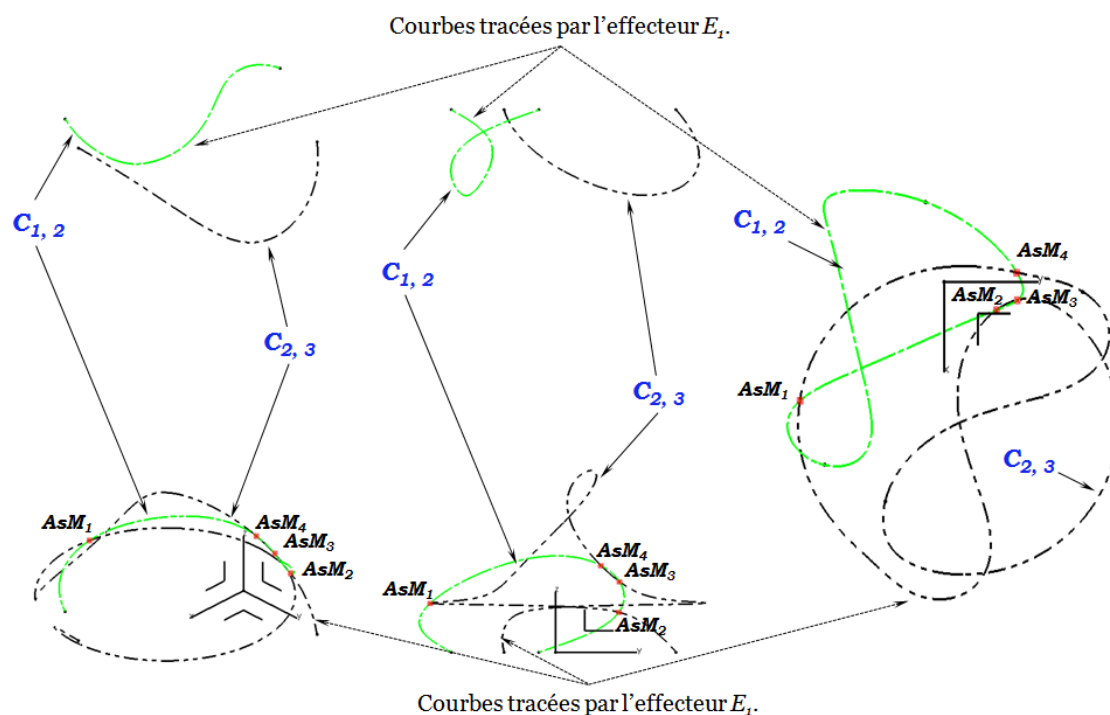 Courbes tracées par l'effecteur E₁.
C₁, ₂
C₂, ₃
AsM₁
AsM₄
AsM₃
AsM₂
C₁, ₂
C₂, ₃
AsM₁
AsM₄
AsM₃
AsM₂
z
y
C₁, ₂
AsM₄
y
AsM₂
AsM₃
x
AsM₁
C₂, ₃
Courbes tracées par l'effecteur E₁.